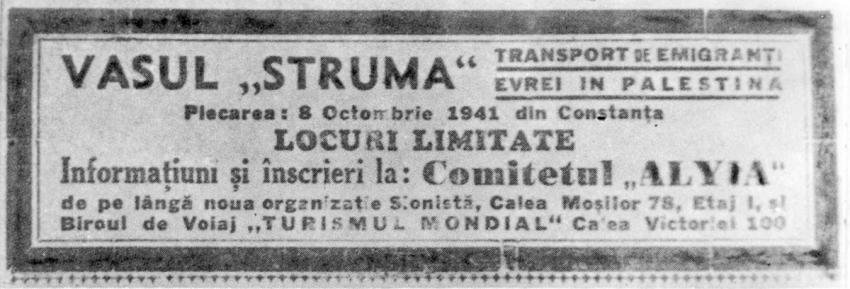 VASUL „STRUMA“
TRANSPORT DE EMIGRANȚI
EVREI IN PALESTINA
Plecarea: 8 Octombrie 1941 din Constanța
LOCURI LIMITATE
Informațiuni și înscrieri la: Comitetul „ALYIA“
de pe lângă noua organizație Sionistă, Calea Moșilor 78, Etaj I, și
Biroul de Voiaj „TURISMUL MONDIAL“ Calea Victoriei 100